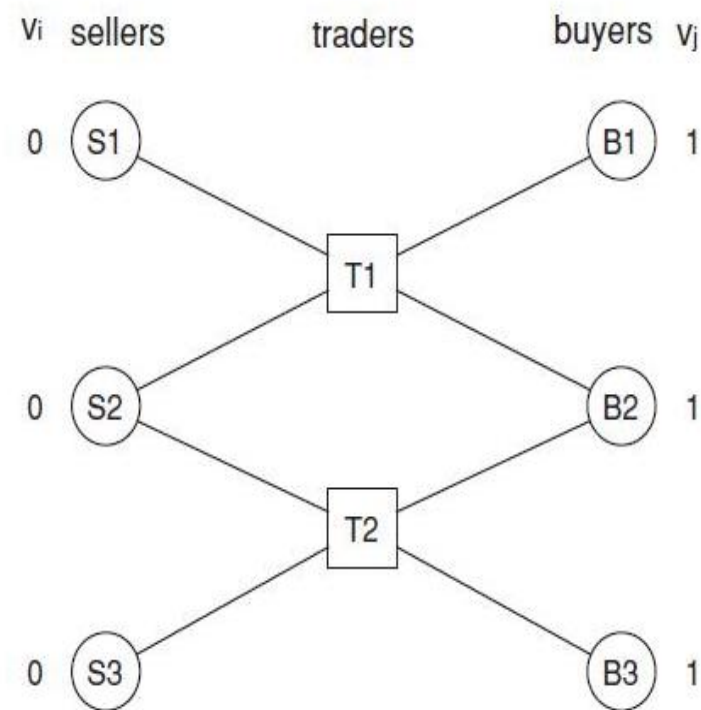 Vi sellers traders buyers Vj
0 S1 B1 1
T1
0 S2 B2 1
T2
0 S3 B3 1